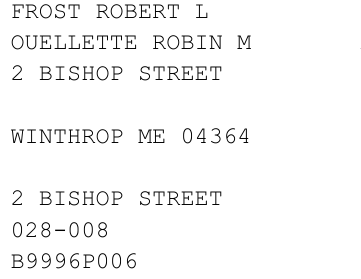 FROST ROBERT L
OUELLETTE ROBIN M
2 BISHOP STREET
WINTHROP ME 04364
2 BISHOP STREET
028-008
B9996P006